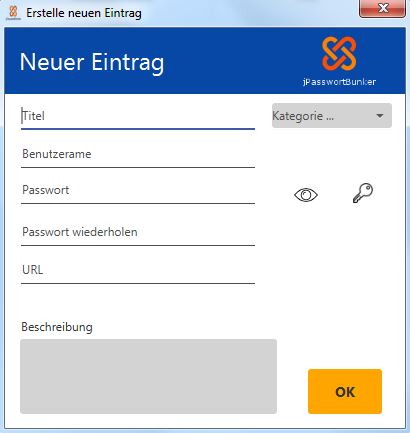 Erstelle neuen Eintrag
Neuer Eintrag
jPasswortBunker
Titel
Kategorie ...
Benutzerame
Passwort
Passwort wiederholen
URL
Beschreibung
OK